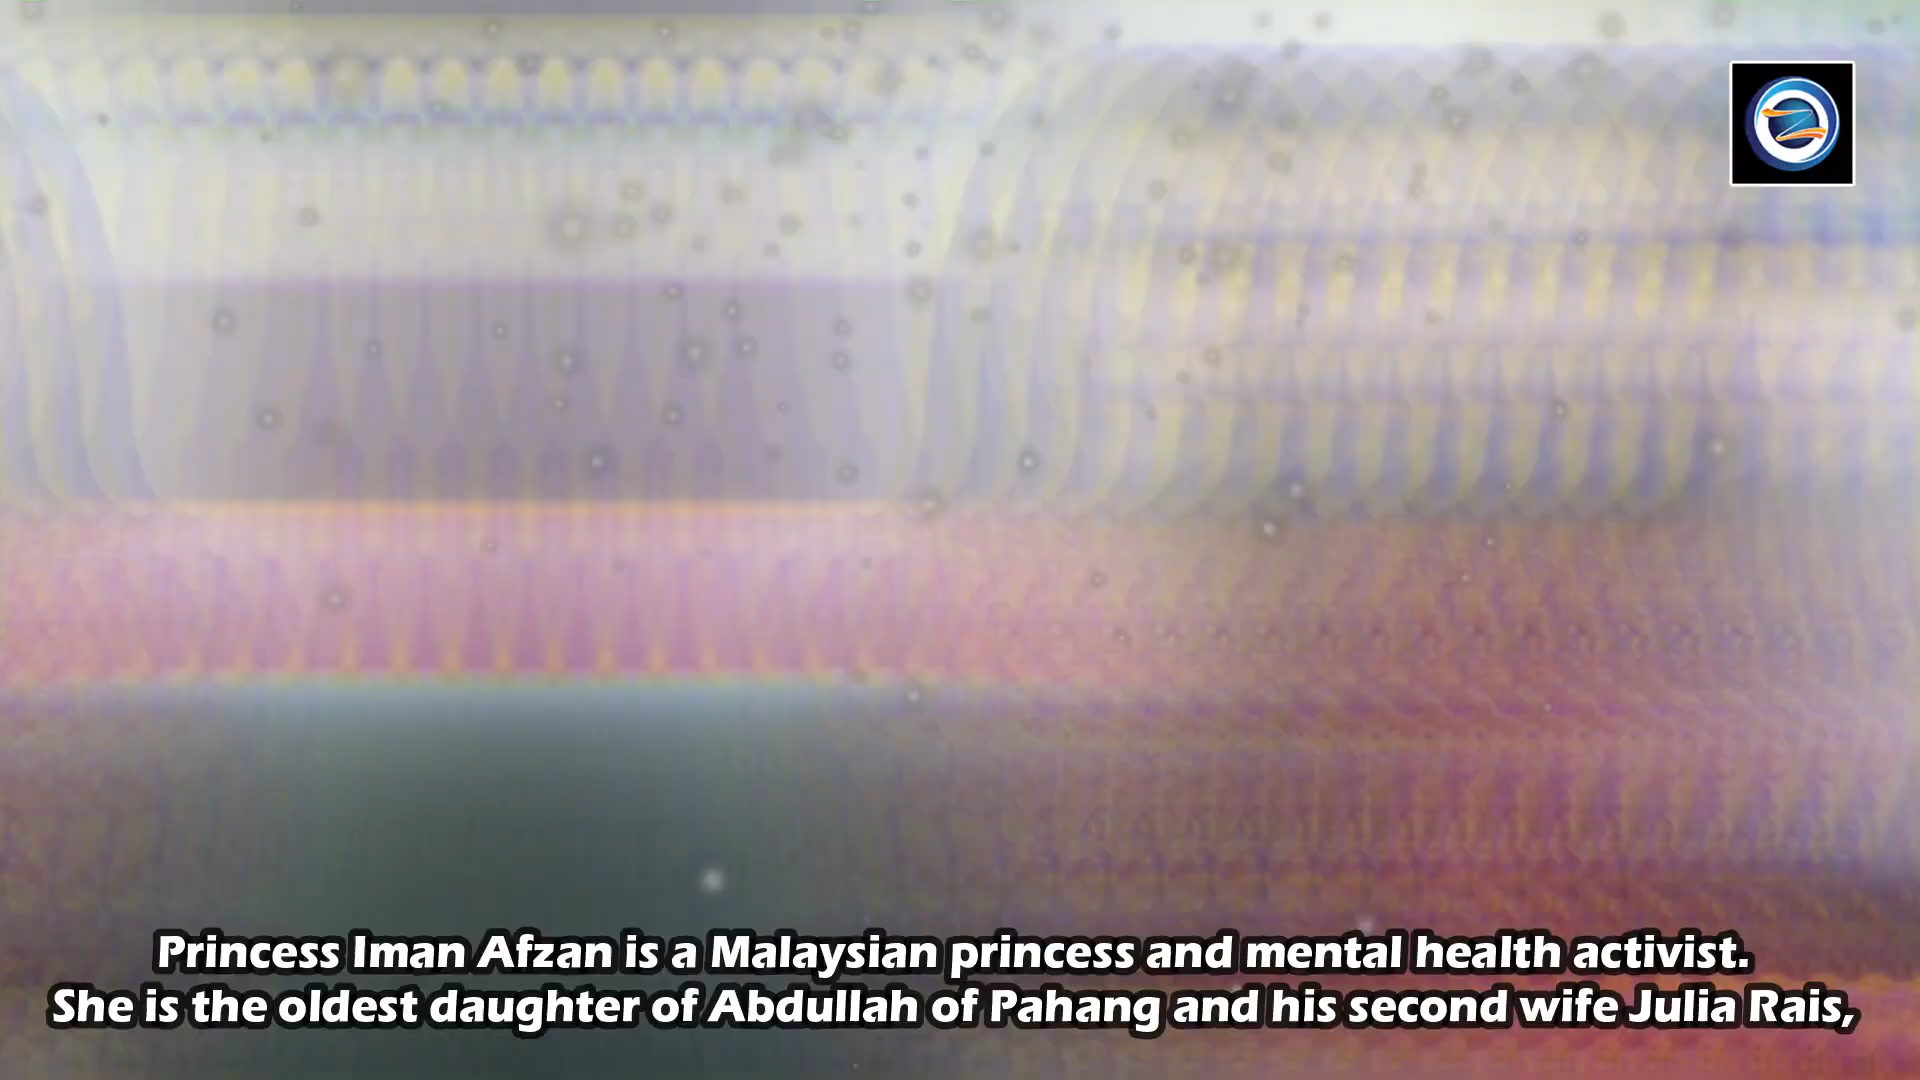 Princess Iman Afzan is a Malaysian princess and mental health activist.
She is the oldest daughter of Abdullah of Pahang and his second wife Julia Rais,